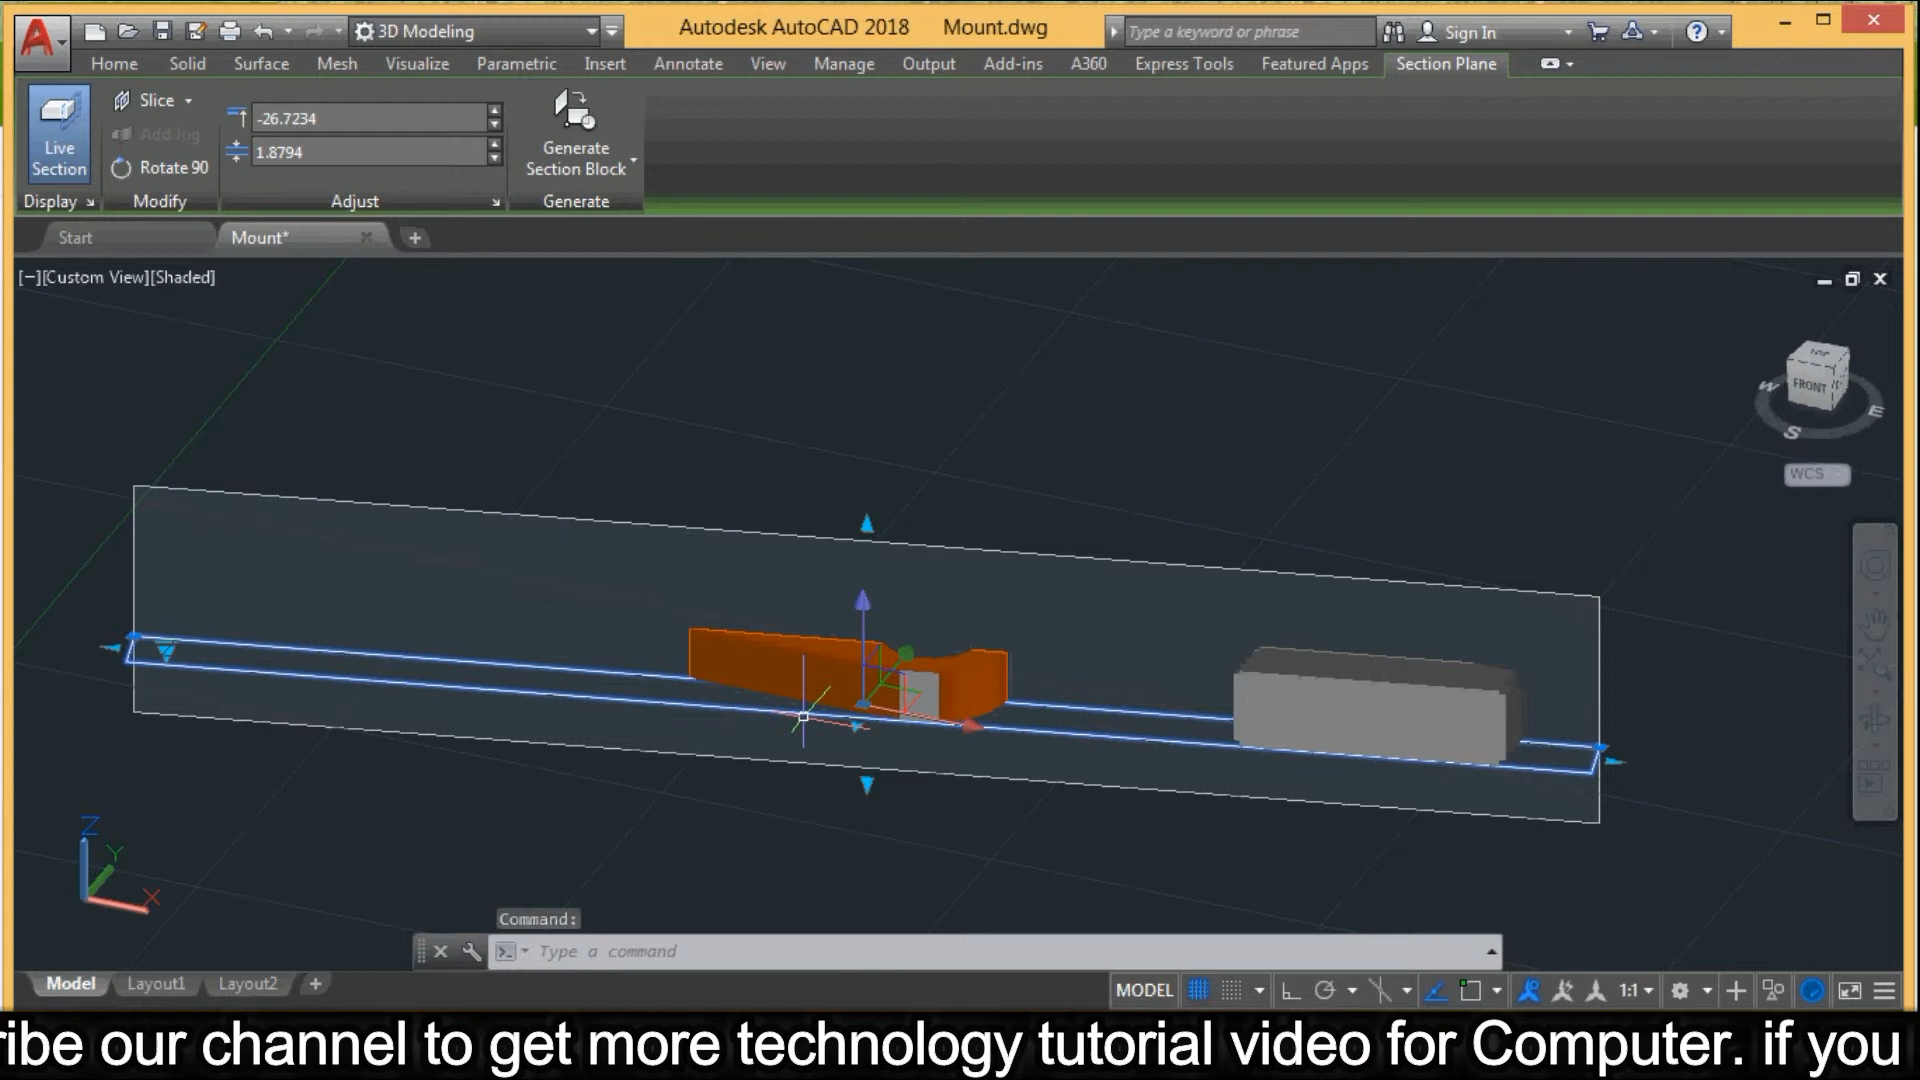 3D Modeling
Autodesk AutoCAD 2018 Mount.dwg
Type a keyword or phrase
Sign In
Home Solid Surface Mesh Visualize Parametric Insert Annotate View Manage Output Add-ins A360 Express Tools Featured Apps Section Plane
Live Section
Slice
Add Jog
Rotate 90
-26.7234
1.8794
Generate Section Block
Display Modify Adjust Generate
Start Mount*
[−][Custom View][Shaded]
TOP
FRONT
W
E
S
WCS
Z
Y
X
Command:
Type a command
Model Layout1 Layout2
MODEL 1:1
ribe our channel to get more technology tutorial video for Computer. if you